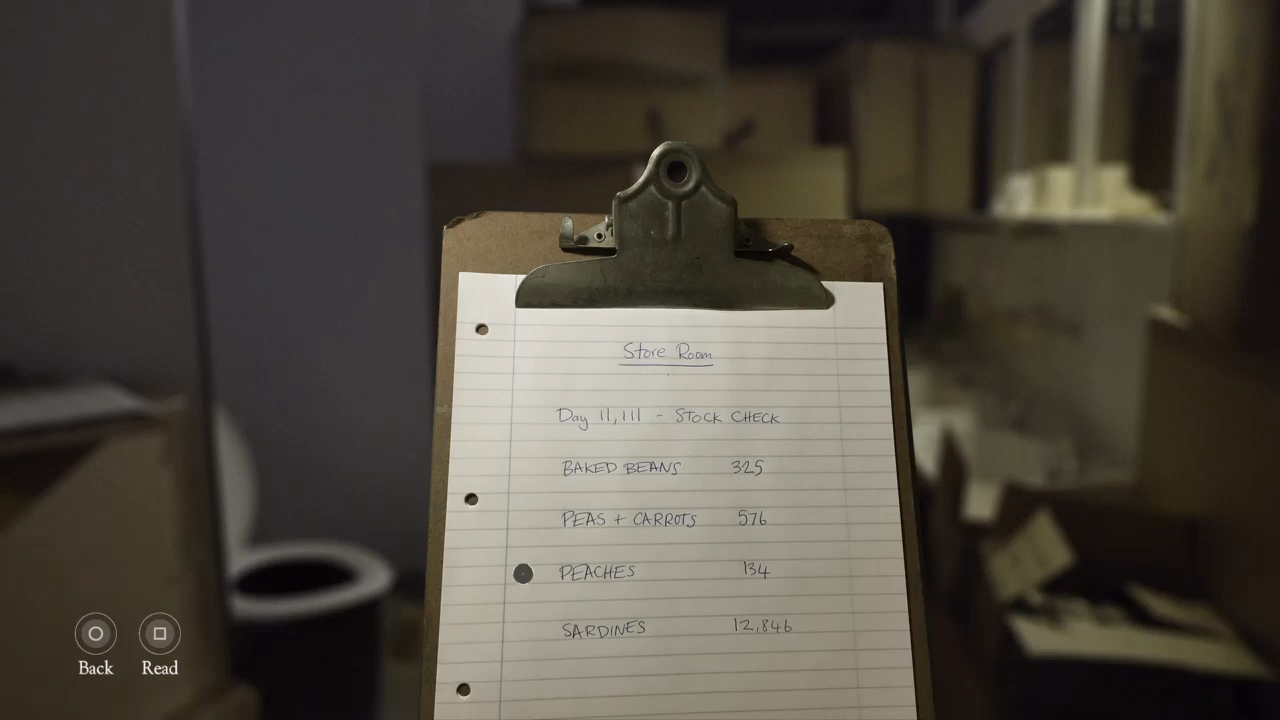 Store Room
Day 11,111 - STOCK CHECK
BAKED BEANS 325
PEAS + CARROTS 576
PEACHES 134
SARDINES 12,846
Back Read